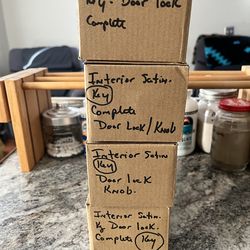 Key. Door lock
Complete
Interior Satin.
Key
Complete
Door Lock/Knob
Interior Satin
Key
Door lock
Knob.
Interior Satin.
Ky Door lock.
Complete Key